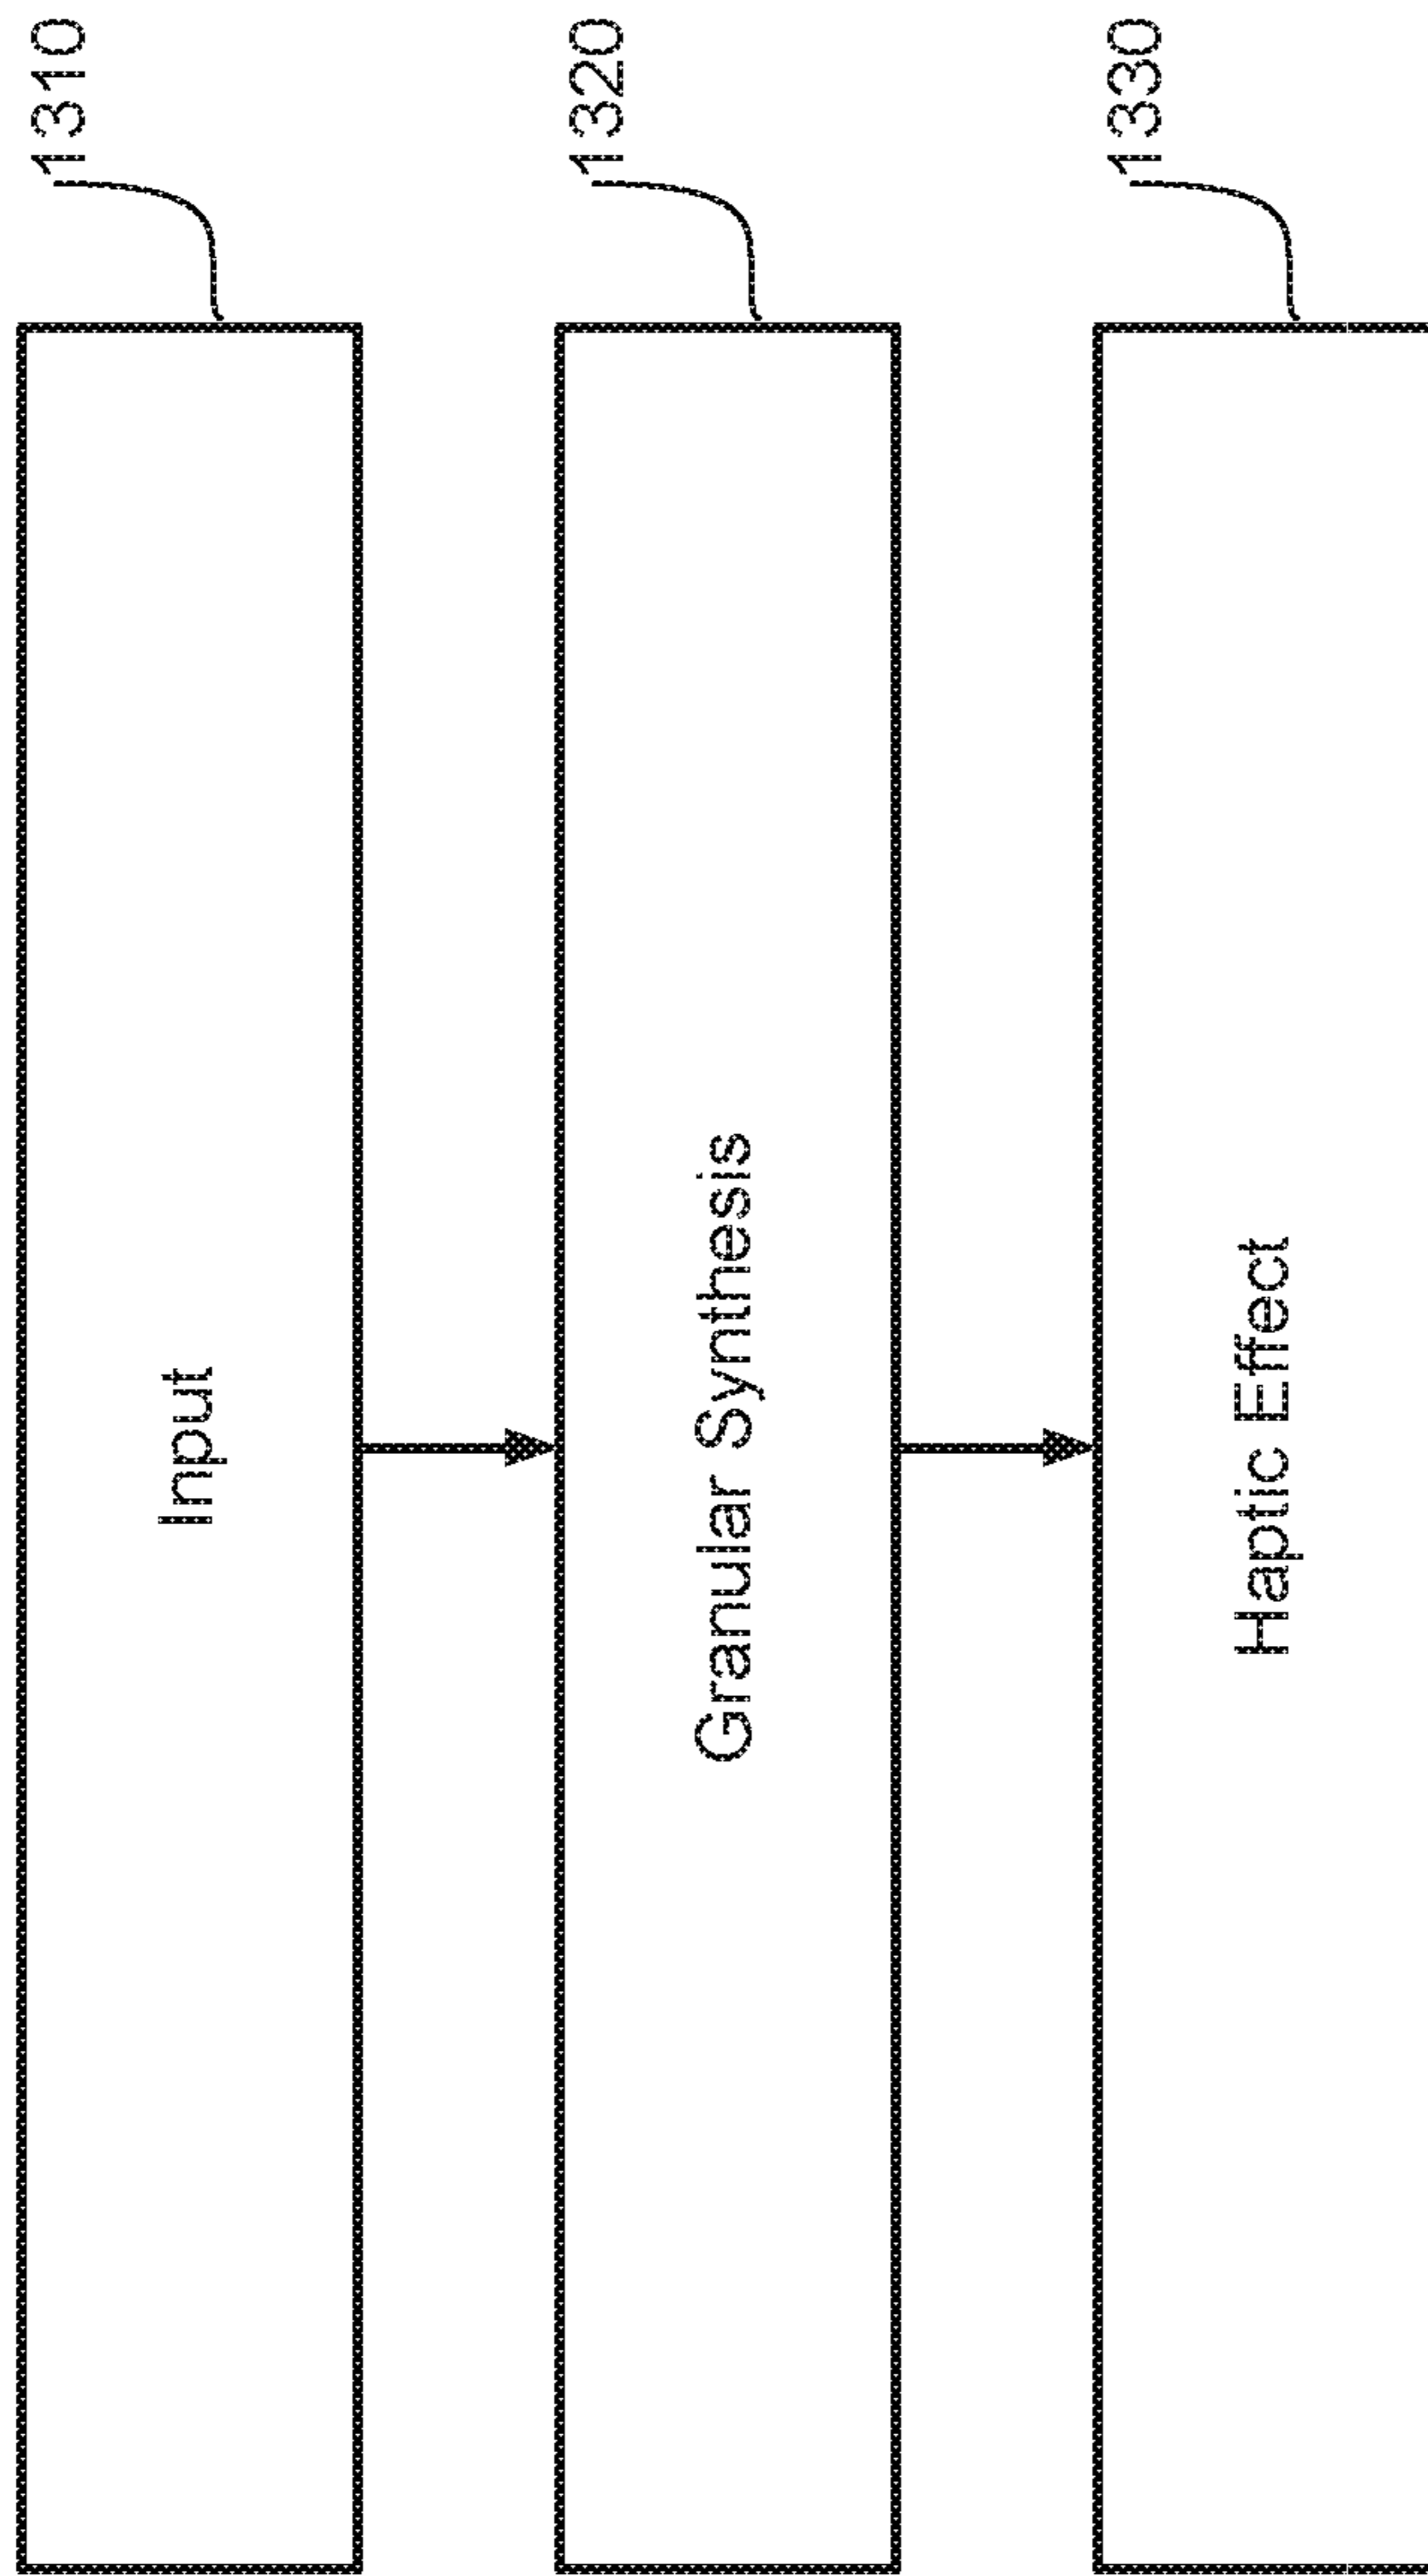 1310
Input
1320
Granular Synthesis
1330
Haptic Effect